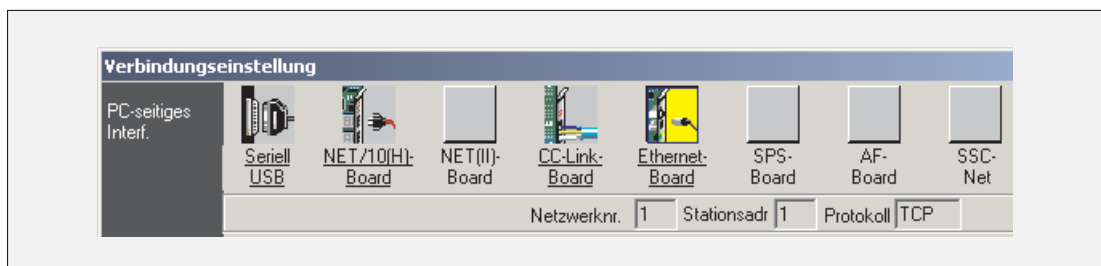 Verbindungseinstellung
PC-seitiges
Interf.
Seriell
USB
NET/10(H)-
Board
NET(II)-
Board
CC-Link-
Board
Ethernet-
Board
SPS-
Board
AF-
Board
SSC-
Net
Netzwerknr. 1 Stationsadr 1 Protokoll TCP